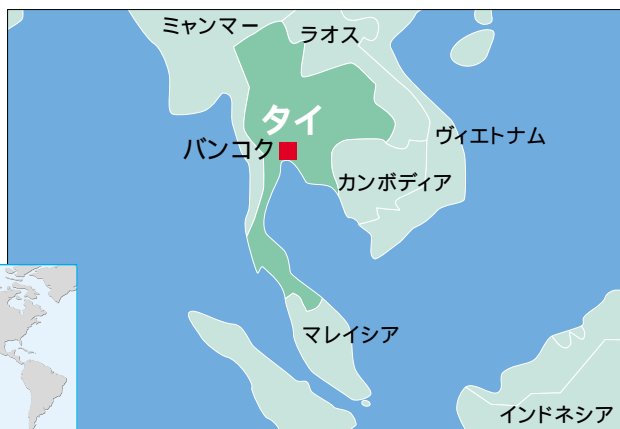 ミャンマー
ラオス
タイ
バンコク
ヴィエトナム
カンボディア
マレイシア
インドネシア